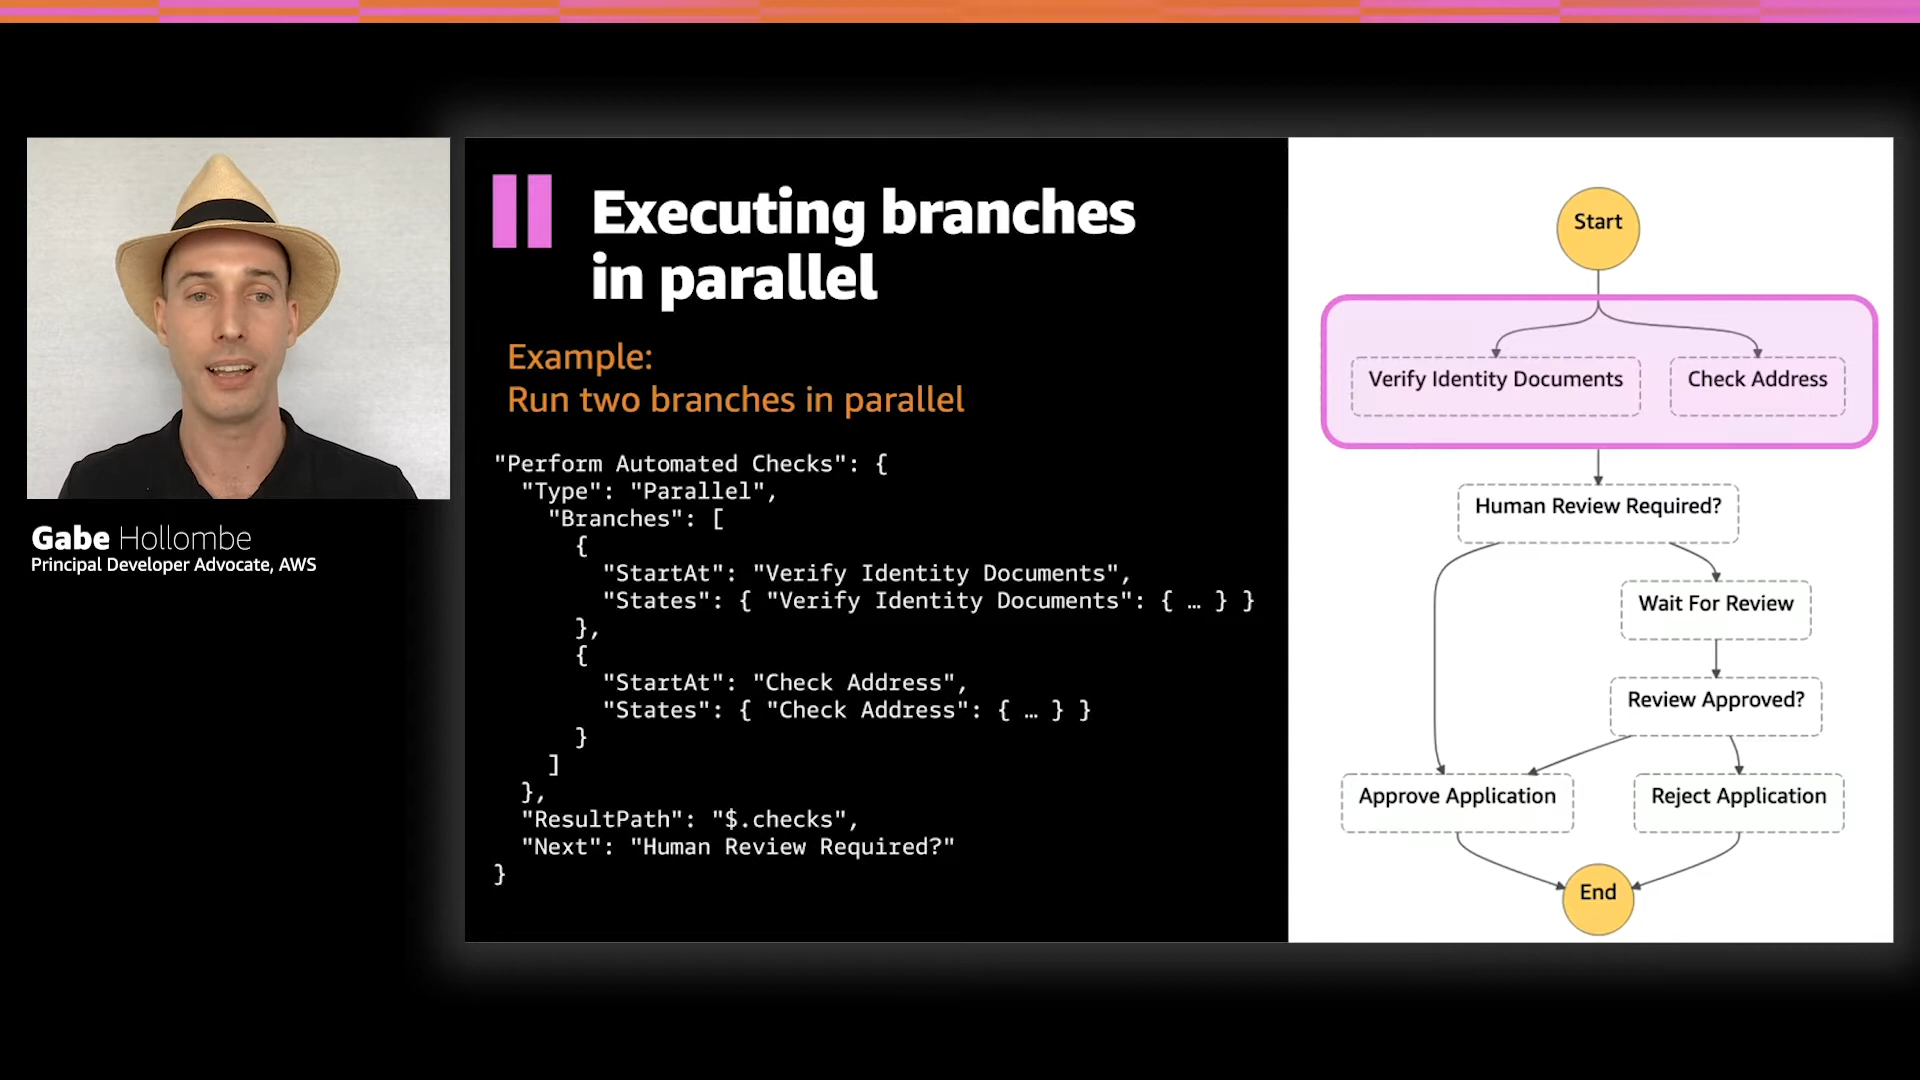 Gabe Hollombe
Principal Developer Advocate, AWS
Executing branches
in parallel
Example:
Run two branches in parallel
"Perform Automated Checks": {
  "Type": "Parallel",
    "Branches": [
      {
        "StartAt": "Verify Identity Documents",
        "States": { "Verify Identity Documents": { … } }
      },
      {
        "StartAt": "Check Address",
        "States": { "Check Address": { … } }
      }
    ]
  },
  "ResultPath": "$.checks",
  "Next": "Human Review Required?"
}
Start
Verify Identity Documents
Check Address
Human Review Required?
Wait For Review
Review Approved?
Approve Application
Reject Application
End